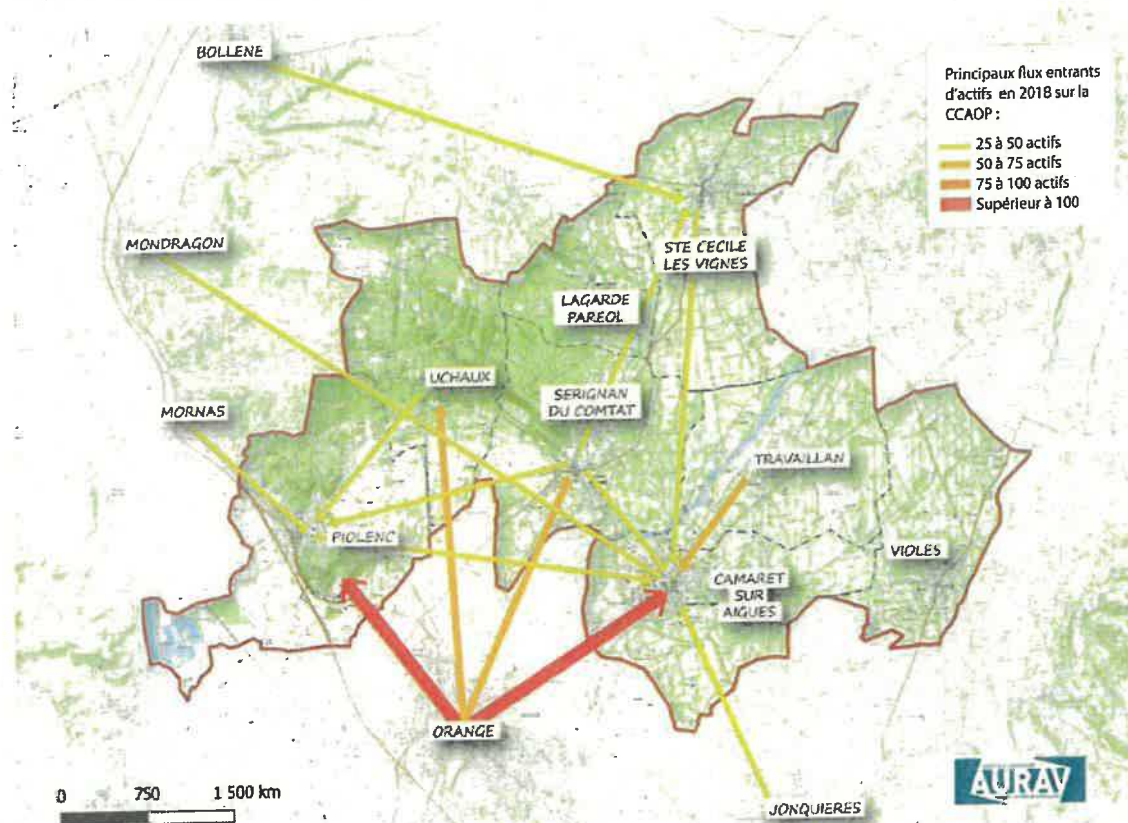 BOLLENE
Principaux flux entrants
d'actifs en 2018 sur la
CCAOP :
25 à 50 actifs
50 à 75 actifs
75 à 100 actifs
Supérieur à 100
MONDRAGON
STE CECILE
LES VIGNES
LAGARDE
PAREOL
UCHAUX
SERIGNAN
DU COMTAT
MORNAS
TRAVAILLAN
PIOLENC
VIOLES
CAMARET
SUR
AIGUES
ORANGE
0 750 1 500 km
AURAV
JONQUIERES